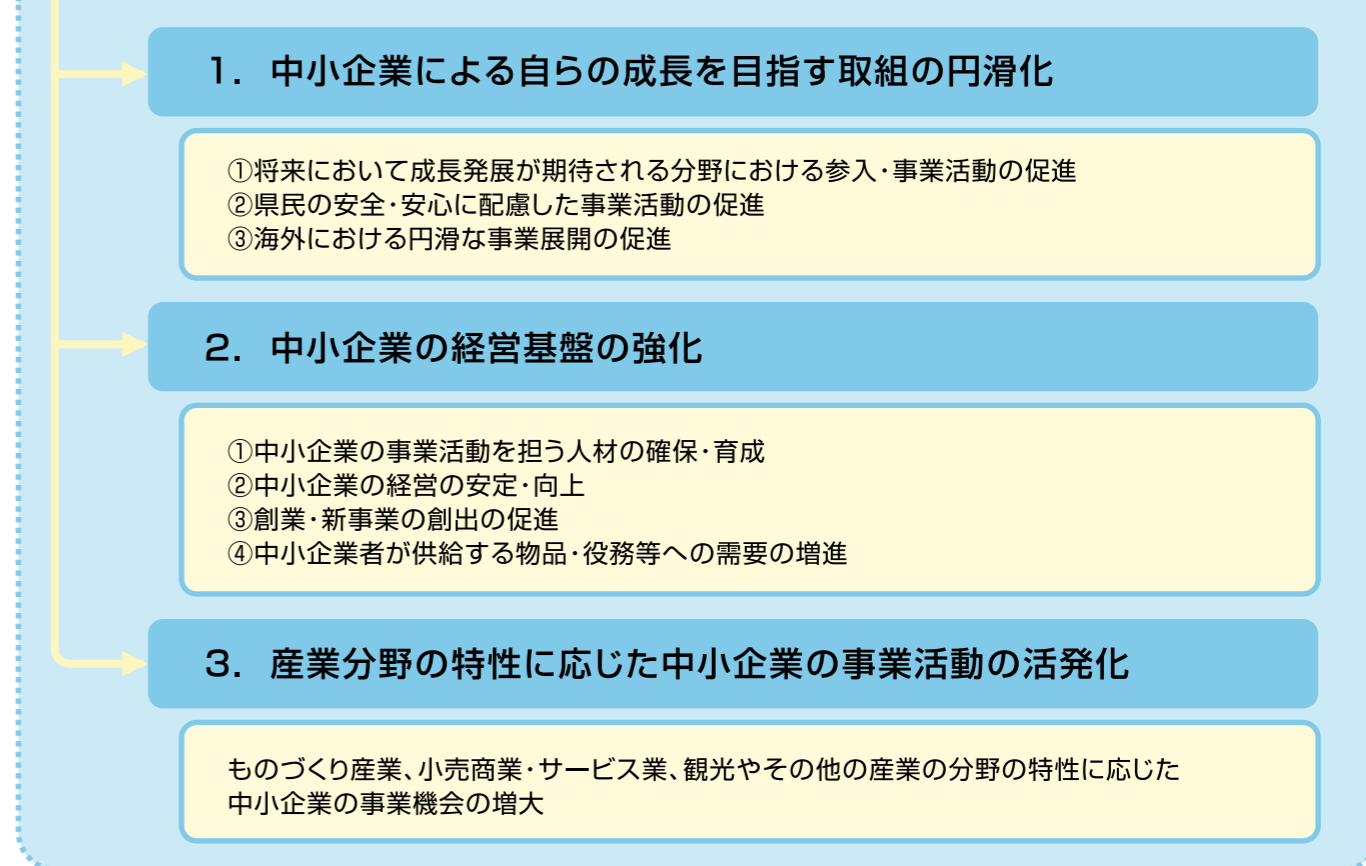 1. 中小企業による自らの成長を目指す取組の円滑化
①将来において成長発展が期待される分野における参入・事業活動の促進
②県民の安全・安心に配慮した事業活動の促進
③海外における円滑な事業展開の促進
2. 中小企業の経営基盤の強化
①中小企業の事業活動を担う人材の確保・育成
②中小企業の経営の安定・向上
③創業・新事業の創出の促進
④中小企業者が供給する物品・役務等への需要の増進
3. 産業分野の特性に応じた中小企業の事業活動の活発化
ものづくり産業、小売商業・サービス業、観光やその他の産業の分野の特性に応じた
中小企業の事業機会の増大